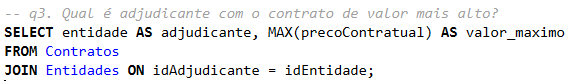 -- q3. Qual é adjudicante com o contrato de valor mais alto?
SELECT entidade AS adjudicante, MAX(precoContratual) AS valor_maximo
FROM Contratos
JOIN Entidades ON idAdjudicante = idEntidade;